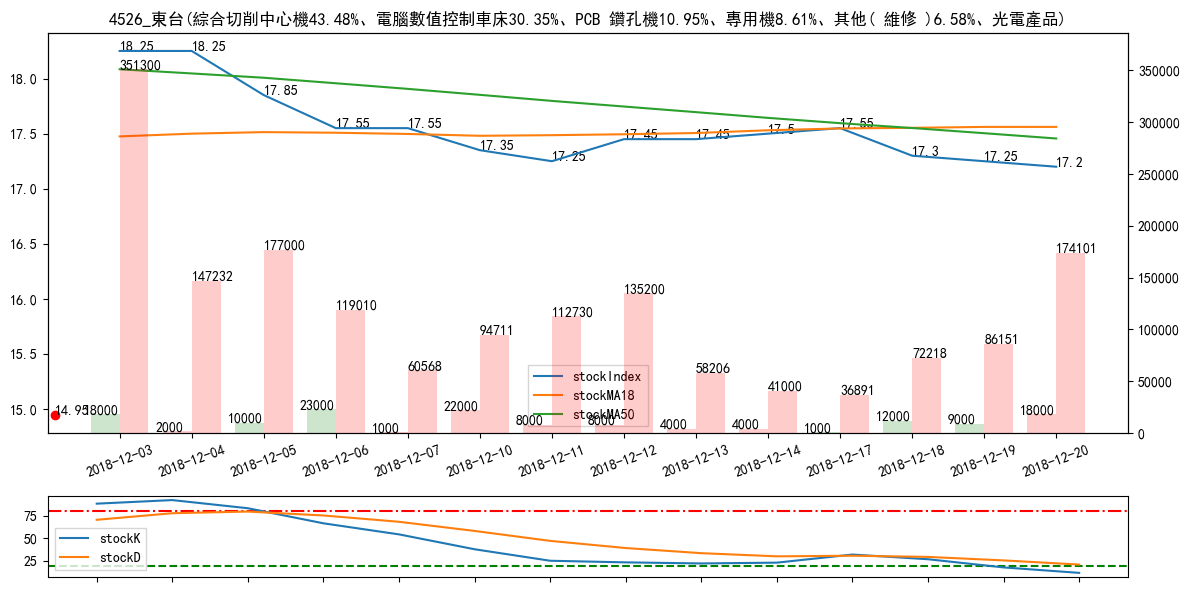 4526_東台(綜合切削中心機43.48%、電腦數值控制車床30.35%、PCB 鑽孔機10.95%、專用機8.61%、其他( 維修 )6.58%、光電產品)
18.25 18.25 17.85 17.55 17.55 17.35 17.25 17.45 17.45 17.5 17.55 17.3 17.25 17.2
351300 147232 177000 119010 60568 94711 112730 135200 58206 41000 36891 72218 86151 174101
14.95
18000 2000 10000 23000 1000 22000 8000 8000 4000 4000 1000 12000 9000 18000
18.0
17.5
17.0
16.5
16.0
15.5
15.0
350000
300000
250000
200000
150000
100000
50000
0
stockIndex
stockMA18
stockMA50
2018-12-03 2018-12-04 2018-12-05 2018-12-06 2018-12-07 2018-12-10 2018-12-11 2018-12-12 2018-12-13 2018-12-14 2018-12-17 2018-12-18 2018-12-19 2018-12-20
75
50
25
stockK
stockD